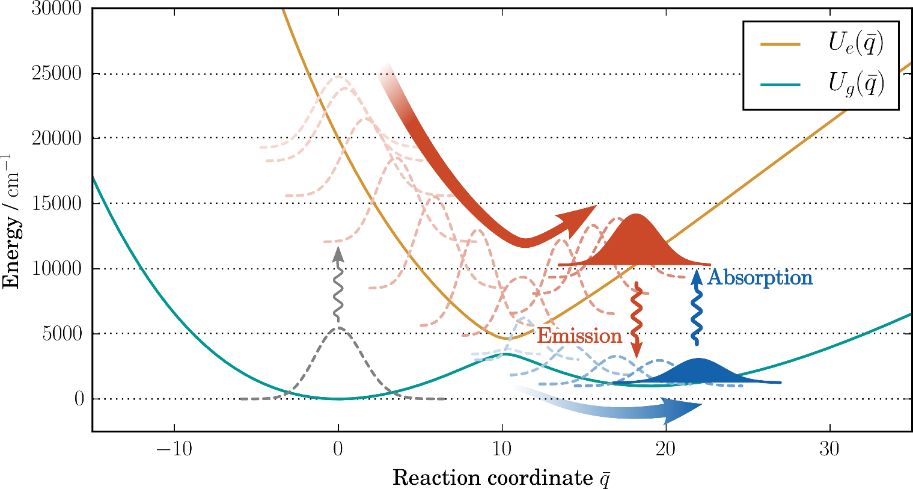 30000
25000
20000
15000
10000
5000
0
Energy / cm⁻¹
U_e(q̄)
U_g(q̄)
Absorption
Emission
−10 0 10 20 30
Reaction coordinate q̄